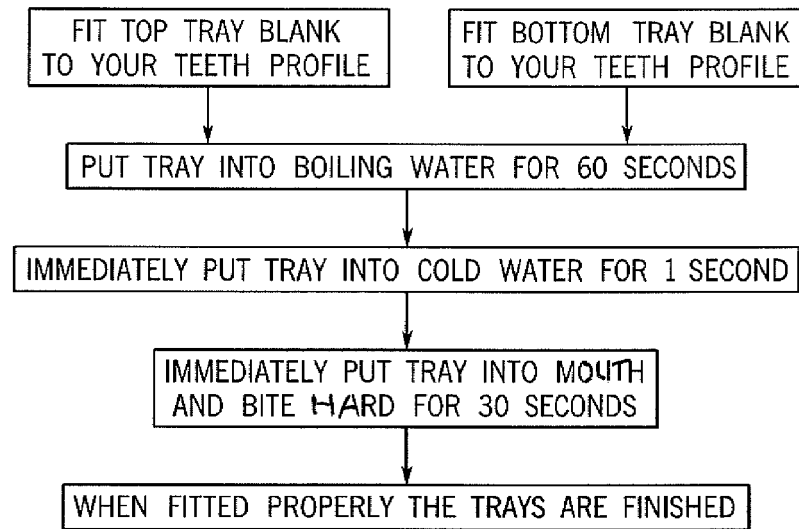 FIT TOP TRAY BLANK
TO YOUR TEETH PROFILE
FIT BOTTOM TRAY BLANK
TO YOUR TEETH PROFILE
PUT TRAY INTO BOILING WATER FOR 60 SECONDS
IMMEDIATELY PUT TRAY INTO COLD WATER FOR 1 SECOND
IMMEDIATELY PUT TRAY INTO MOUTH
AND BITE HARD FOR 30 SECONDS
WHEN FITTED PROPERLY THE TRAYS ARE FINISHED